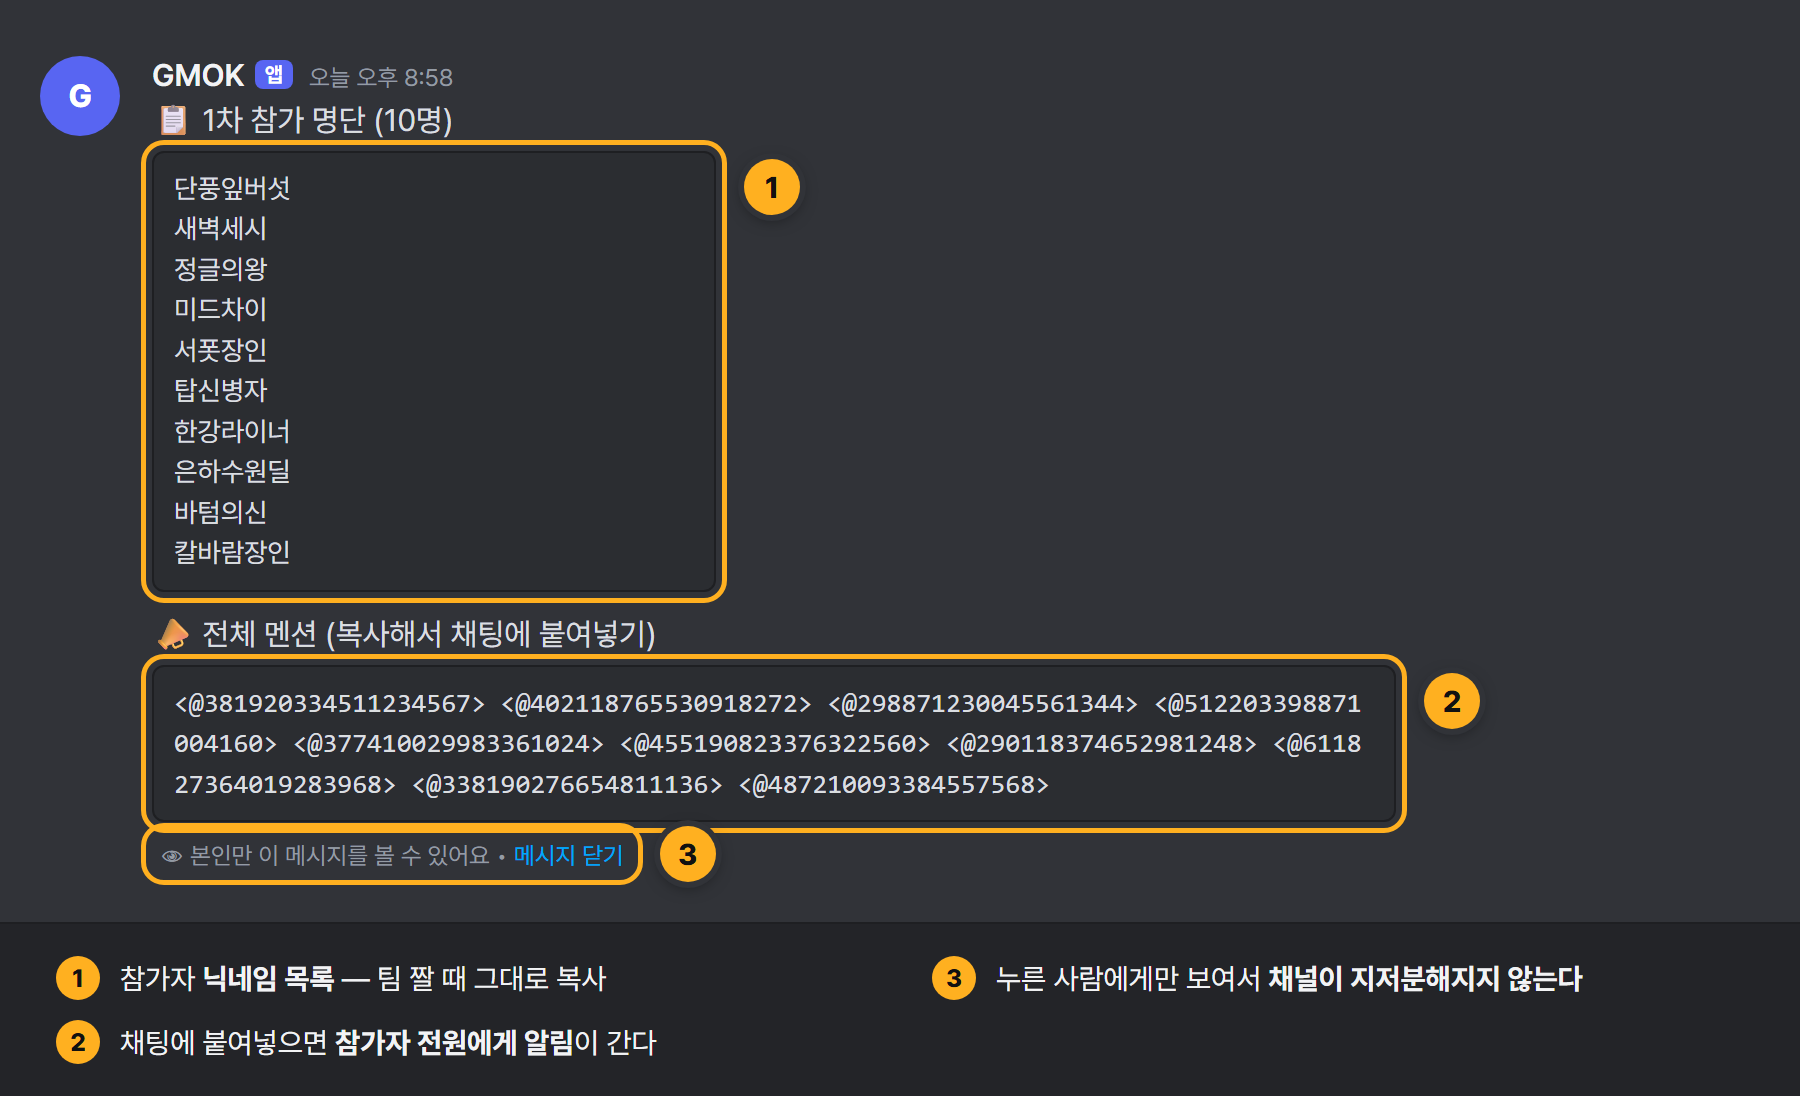 G
GMOK 앱 오늘 오후 8:58
📋 1차 참가 명단 (10명)
단풍잎버섯
새벽세시
정글의왕
미드차이
서폿장인
탑신병자
한강라이너
은하수원딜
바텀의신
칼바람장인
1
📣 전체 멘션 (복사해서 채팅에 붙여넣기)
<@381920334511234567> <@402118765530918272> <@298871230045561344> <@512203398871
004160> <@377410029983361024> <@455190823376322560> <@290118374652981248> <@6118
27364019283968> <@338190276654811136> <@487210093384557568>
2
본인만 이 메시지를 볼 수 있어요 • 메시지 닫기
3
1 참가자 닉네임 목록 — 팀 짤 때 그대로 복사
2 채팅에 붙여넣으면 참가자 전원에게 알림이 간다
3 누른 사람에게만 보여서 채널이 지저분해지지 않는다